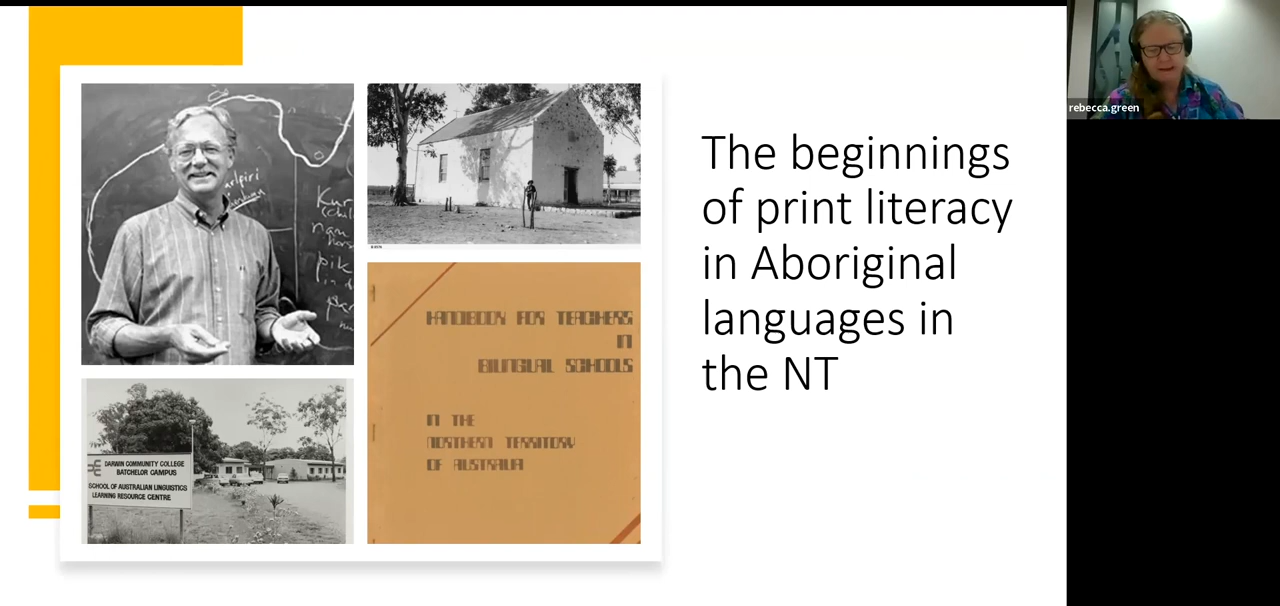 The beginnings
of print literacy
in Aboriginal
languages in
the NT
rebecca.green
HANDBOOK FOR TEACHERS
IN
BILINGUAL SCHOOLS
IN THE
NORTHERN TERRITORY
OF AUSTRALIA
DARWIN COMMUNITY COLLEGE
BATCHELOR CAMPUS
SCHOOL OF AUSTRALIAN LINGUISTICS
LEARNING RESOURCE CENTRE